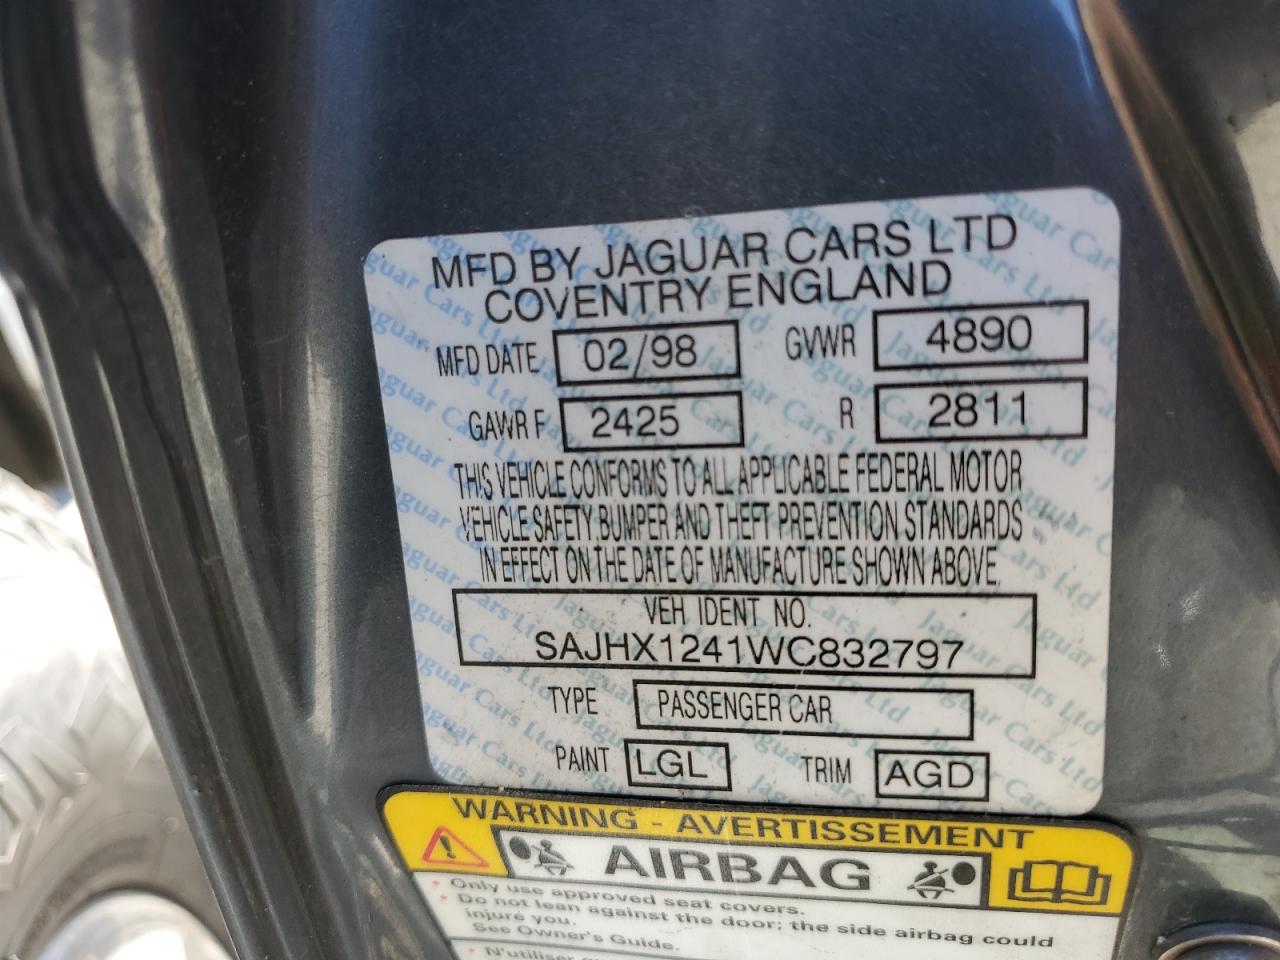 MFD BY JAGUAR CARS LTD
COVENTRY ENGLAND
MFD DATE 02/98 GVWR 4890
GAWR F 2425 R 2811
THIS VEHICLE CONFORMS TO ALL APPLICABLE FEDERAL MOTOR
VEHICLE SAFETY, BUMPER AND THEFT PREVENTION STANDARDS
IN EFFECT ON THE DATE OF MANUFACTURE SHOWN ABOVE.
VEH IDENT NO.
SAJHX1241WC832797
TYPE PASSENGER CAR
PAINT LGL TRIM AGD
WARNING - AVERTISSEMENT
AIRBAG
* Only use approved seat covers.
* Do not lean against the door; the side airbag could
injure you.
See Owner's Guide.
* N'utiliser